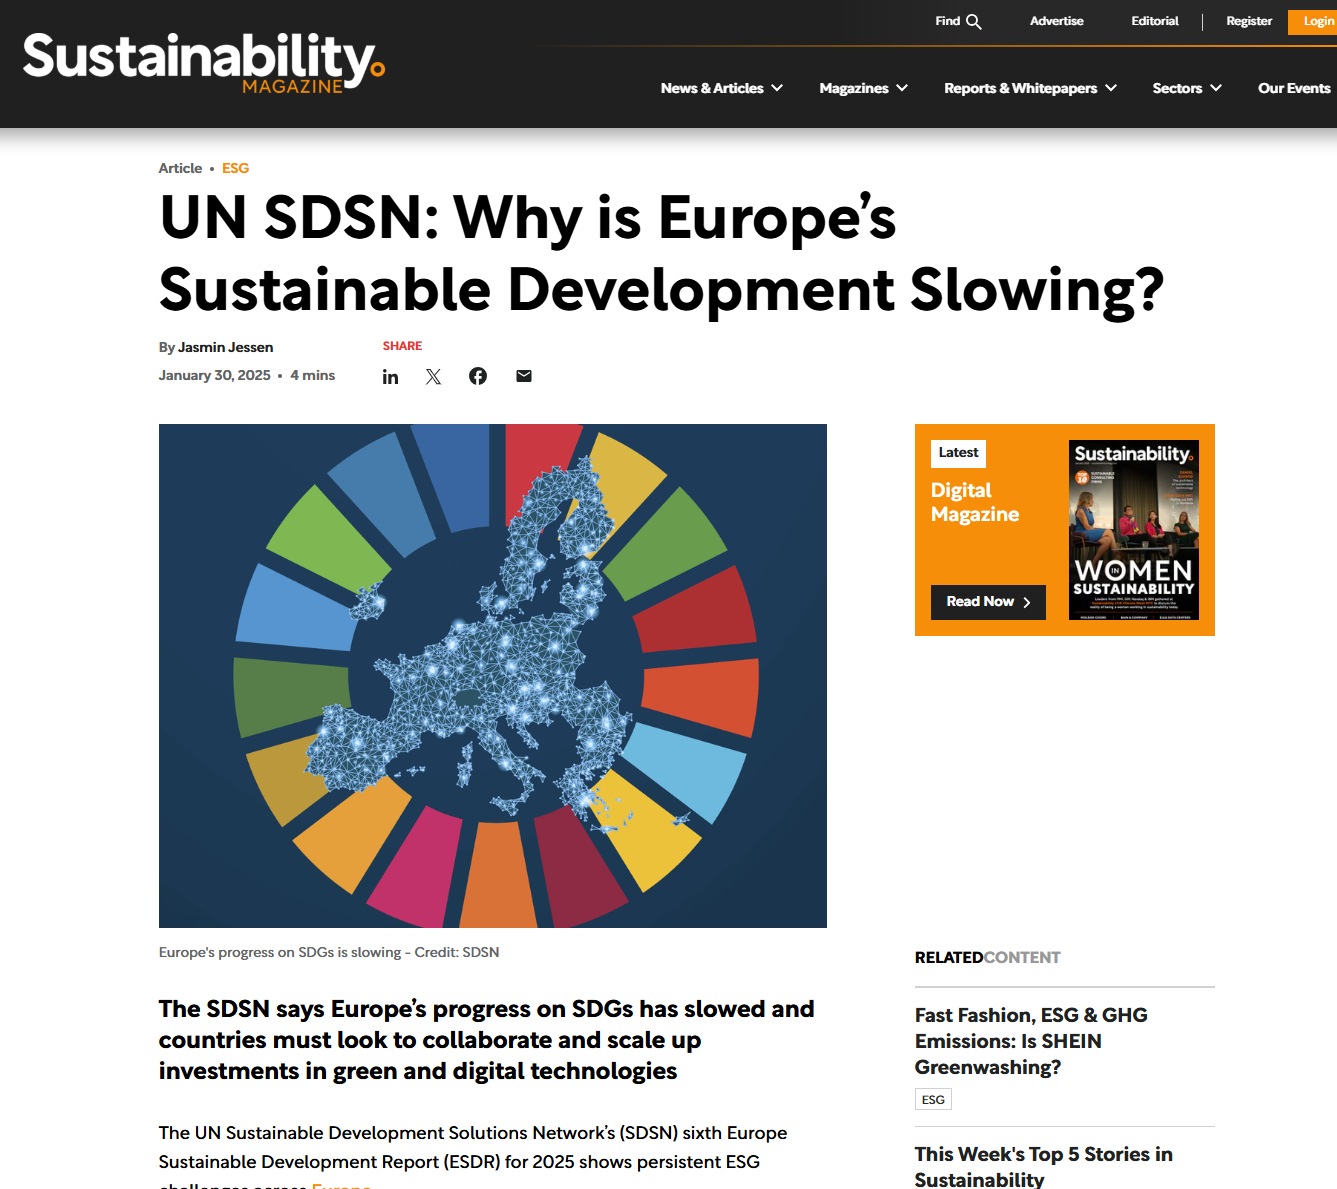 Find
Advertise
Editorial
Register
Login
Sustainability
MAGAZINE
News & Articles
Magazines
Reports & Whitepapers
Sectors
Our Events
Article • ESG
UN SDSN: Why is Europe’s
Sustainable Development Slowing?
By Jasmin Jessen
SHARE
January 30, 2025 • 4 mins
Latest
Digital
Magazine
Read Now
Sustainability
WOMEN
IN
SUSTAINABILITY
Europe's progress on SDGs is slowing - Credit: SDSN
The SDSN says Europe’s progress on SDGs has slowed and
countries must look to collaborate and scale up
investments in green and digital technologies
The UN Sustainable Development Solutions Network’s (SDSN) sixth Europe
Sustainable Development Report (ESDR) for 2025 shows persistent ESG
challenges across Europe.
RELATEDCONTENT
Fast Fashion, ESG & GHG
Emissions: Is SHEIN
Greenwashing?
ESG
This Week's Top 5 Stories in
Sustainability